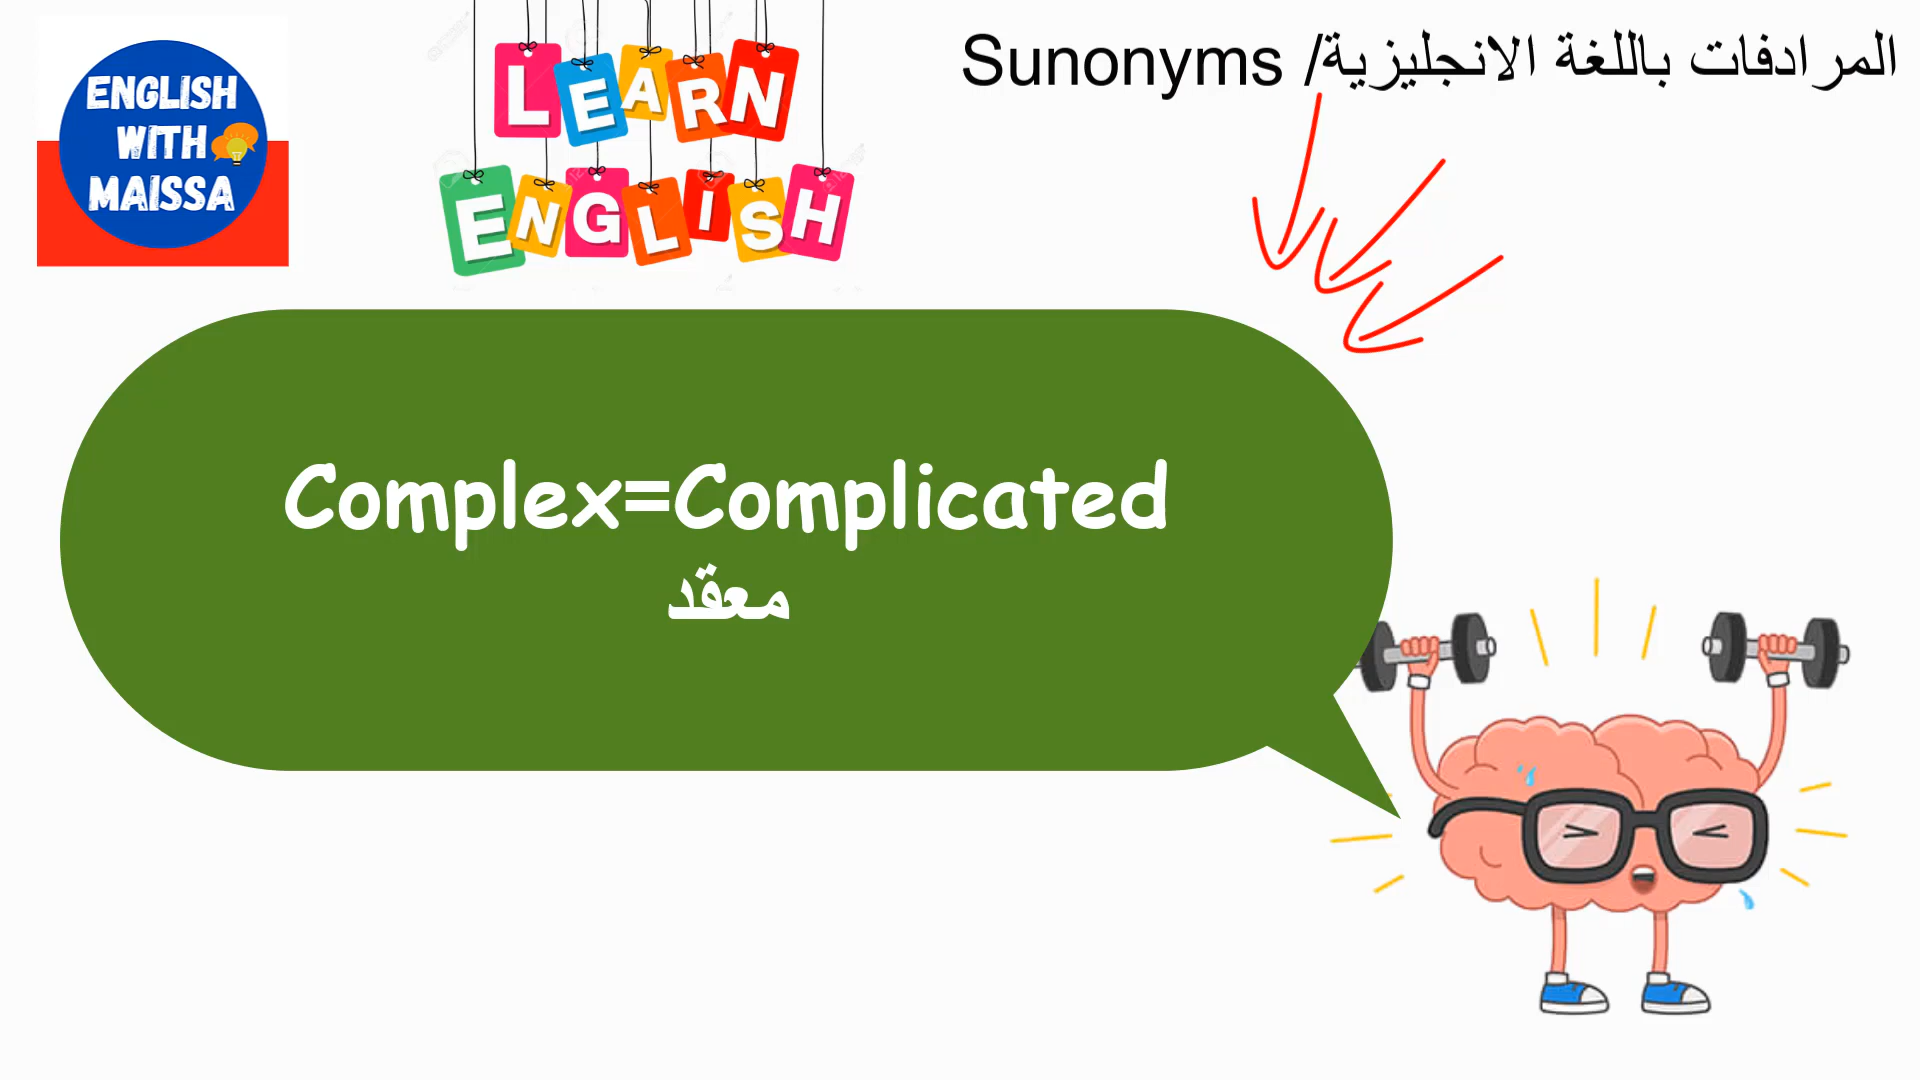 ENGLISH
WITH
MAISSA
LEARN
ENGLISH
Sunonyms /المرادفات باللغة الانجليزية
Complex=Complicated
معقد